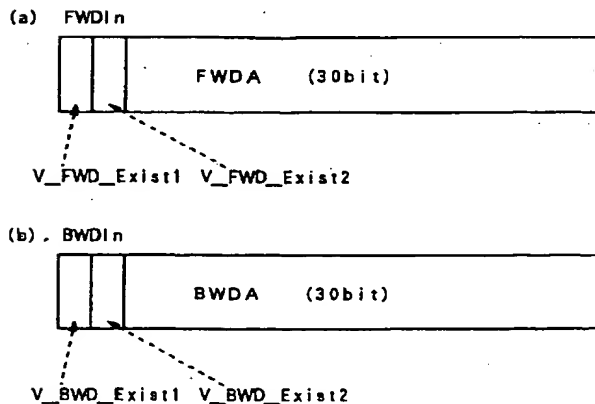 (a) FWDIn
FWDA (30bit)
V_FWD_Exist1 V_FWD_Exist2
(b). BWDIn
BWDA (30bit)
V_BWD_Exist1 V_BWD_Exist2